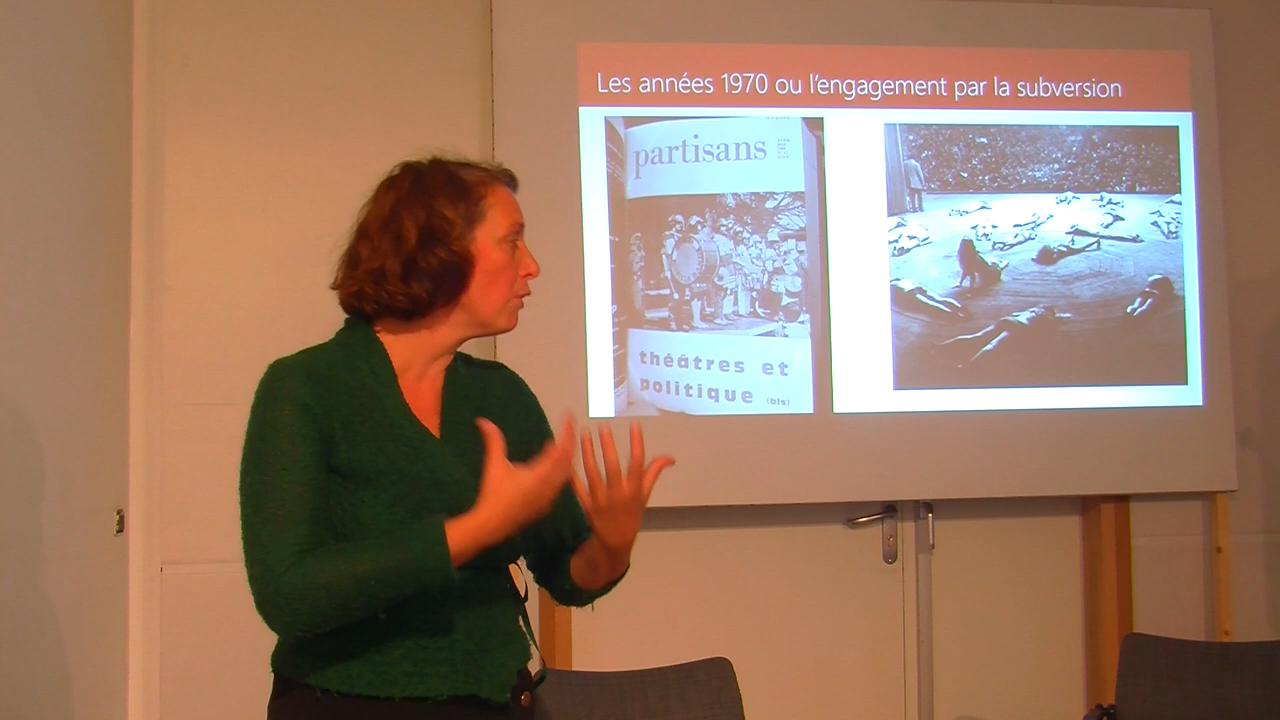 Les années 1970 ou l'engagement par la subversion
partisans
théâtres et
politique (bis)